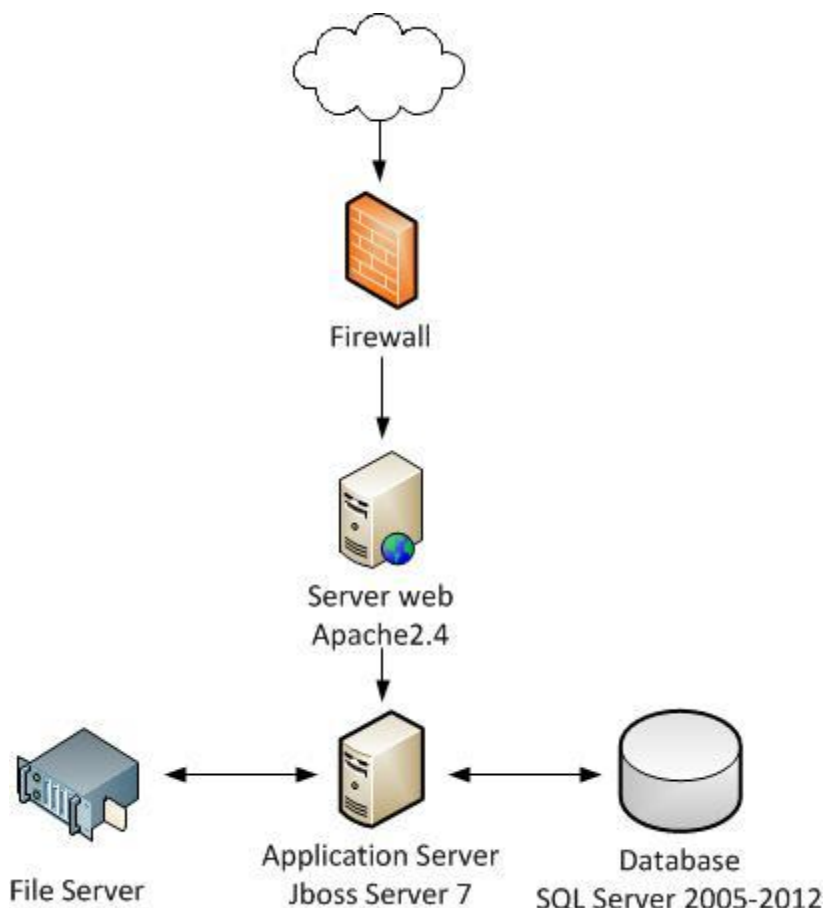 Firewall
Server web
Apache2.4
File Server
Application Server
Jboss Server 7
Database
SQL Server 2005-2012